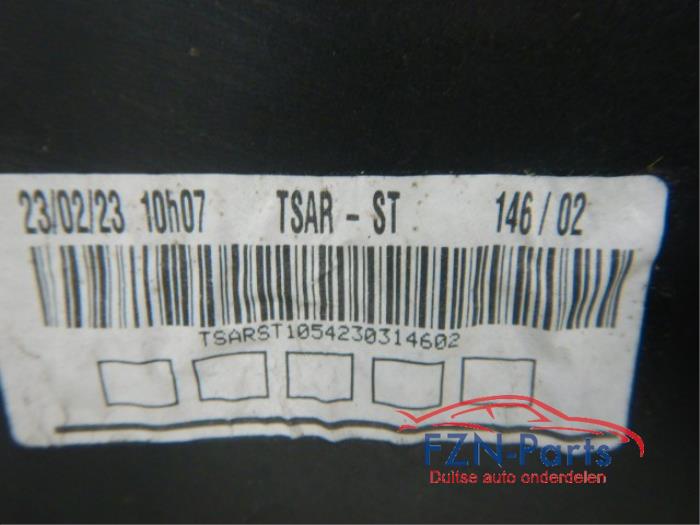 23/02/23 10h07 TSAR - ST 146 / 02
TSARST1054230314602
FZN-Parts
Duitse auto onderdelen